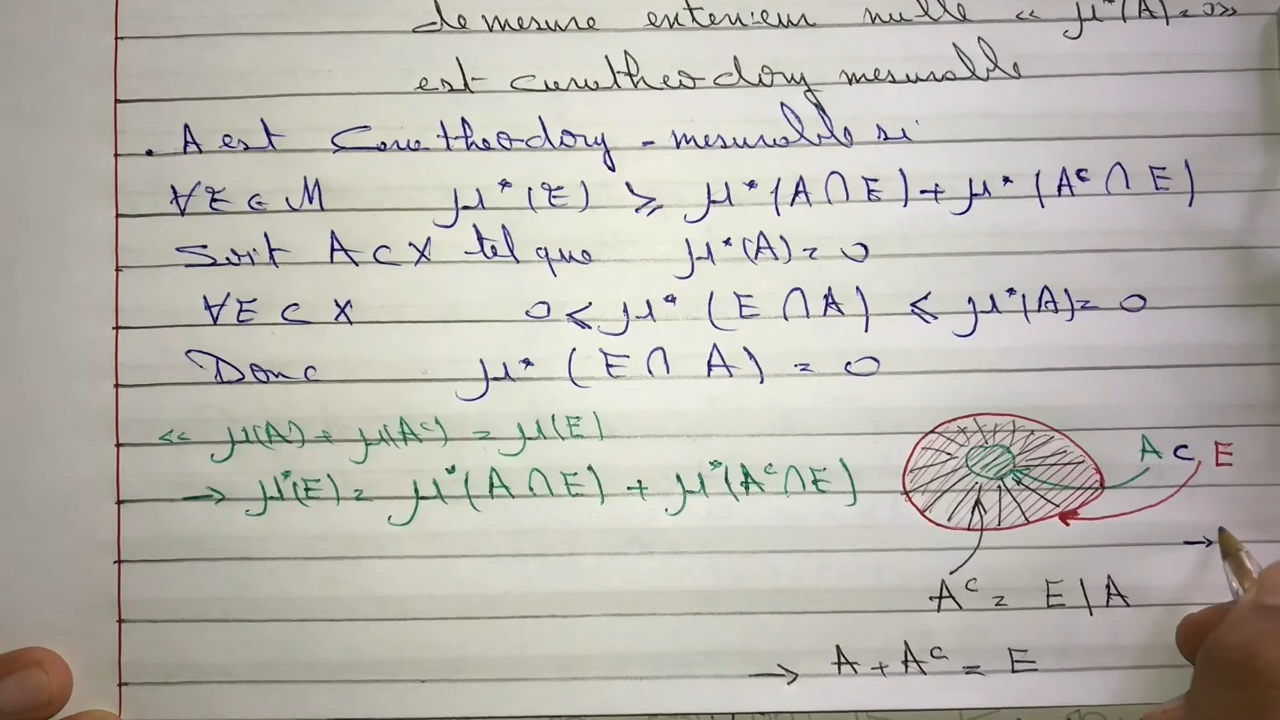 de mesure exterieur nulle « μ*(A)=0»
est caratheodory mesurable
. A est Caratheodory - mesurable si
∀E ∈ M μ*(E) ⩾ μ*(A∩E)+μ*(Aᶜ∩E)
Soit A⊂X tel que μ*(A)=0
∀E⊂X 0⩽μ*(E∩A)⩽μ*(A)=0
Donc μ*(E∩A)=0
« μ(A)+μ(Aᶜ)=μ(E)
→ μ*(E)=μ*(A∩E)+μ*(Aᶜ∩E)
A⊂E
→
Aᶜ=E|A
→ A+Aᶜ=E